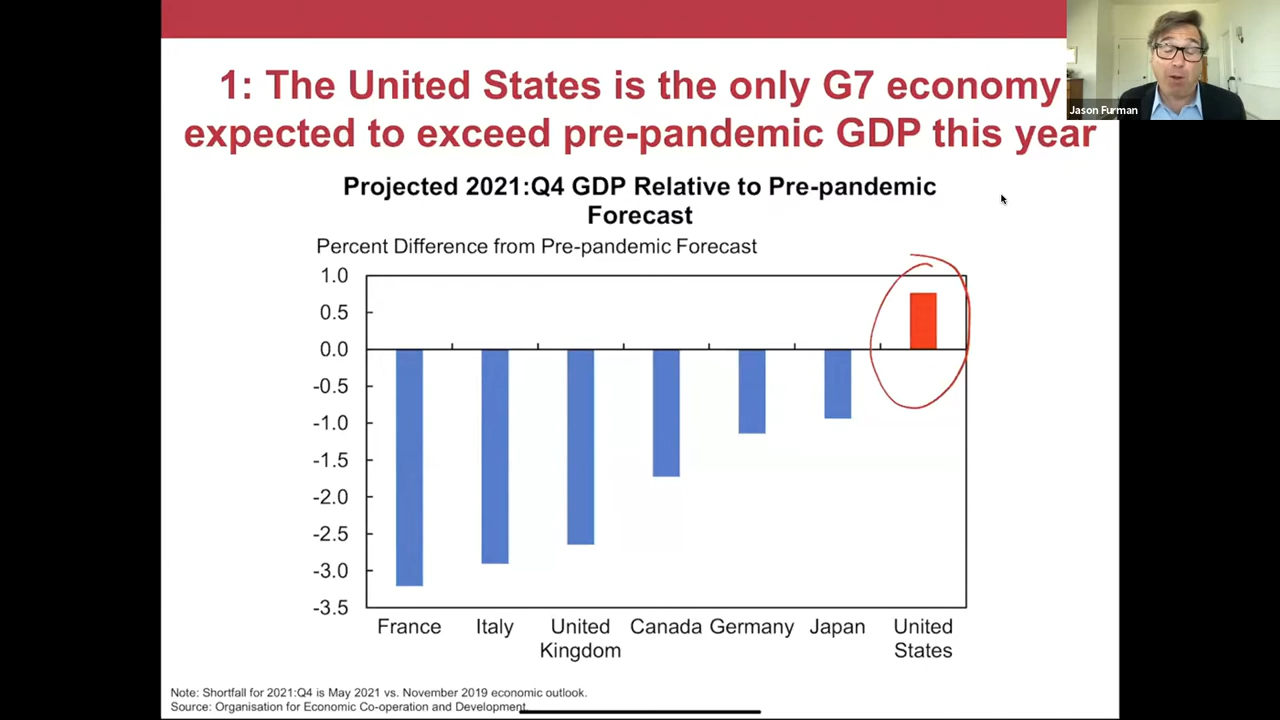 1: The United States is the only G7 economy
expected to exceed pre-pandemic GDP this year
Jason Furman
Projected 2021:Q4 GDP Relative to Pre-pandemic
Forecast
Percent Difference from Pre-pandemic Forecast
1.0
0.5
0.0
-0.5
-1.0
-1.5
-2.0
-2.5
-3.0
-3.5
France Italy United Canada Germany Japan United
Kingdom States
Note: Shortfall for 2021:Q4 is May 2021 vs. November 2019 economic outlook.
Source: Organisation for Economic Co-operation and Development.